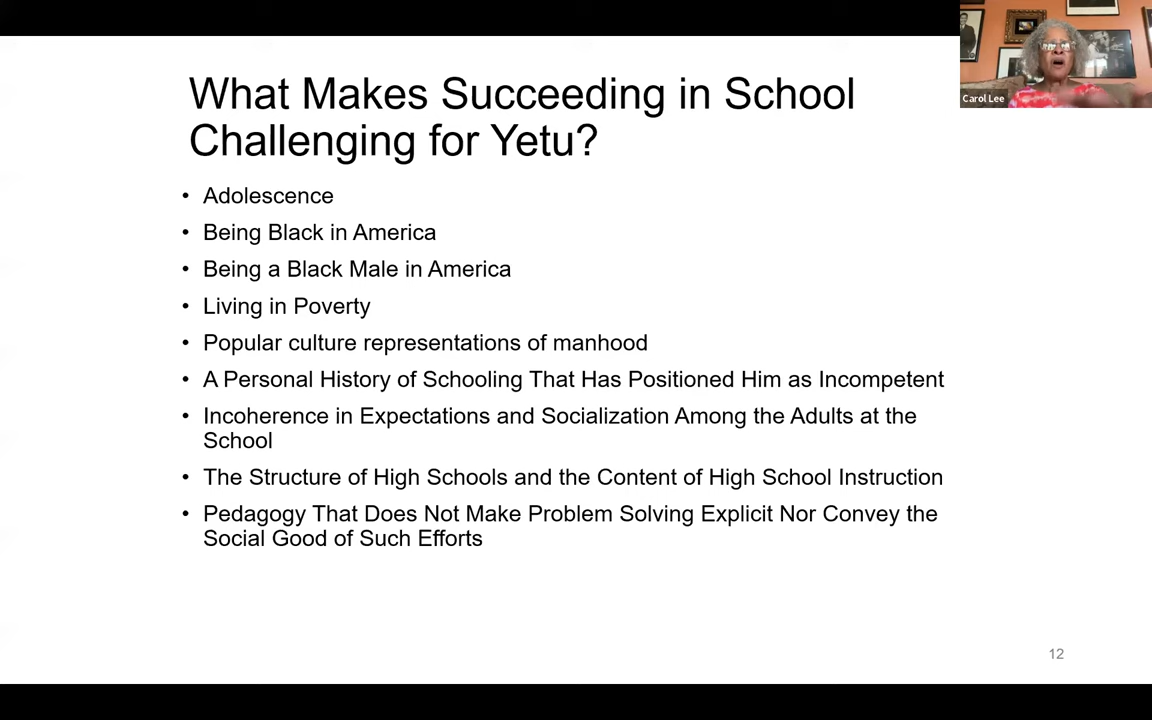 What Makes Succeeding in School
Challenging for Yetu?
• Adolescence
• Being Black in America
• Being a Black Male in America
• Living in Poverty
• Popular culture representations of manhood
• A Personal History of Schooling That Has Positioned Him as Incompetent
• Incoherence in Expectations and Socialization Among the Adults at the
School
• The Structure of High Schools and the Content of High School Instruction
• Pedagogy That Does Not Make Problem Solving Explicit Nor Convey the
Social Good of Such Efforts
12
Carol Lee